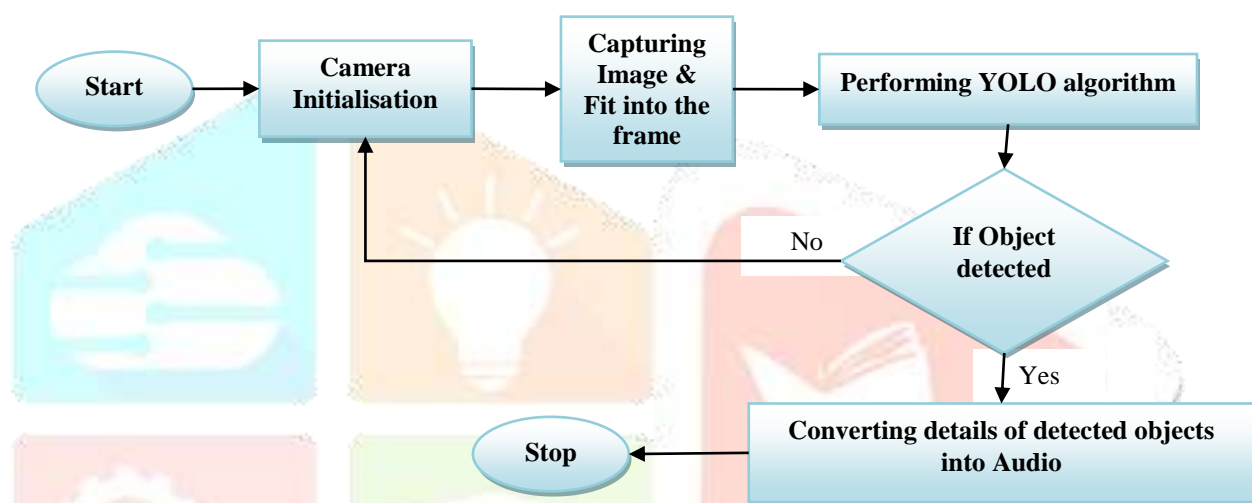 Start
Camera
Initialisation
Capturing
Image &
Fit into the
frame
Performing YOLO algorithm
If Object
detected
No
Yes
Converting details of detected objects
into Audio
Stop